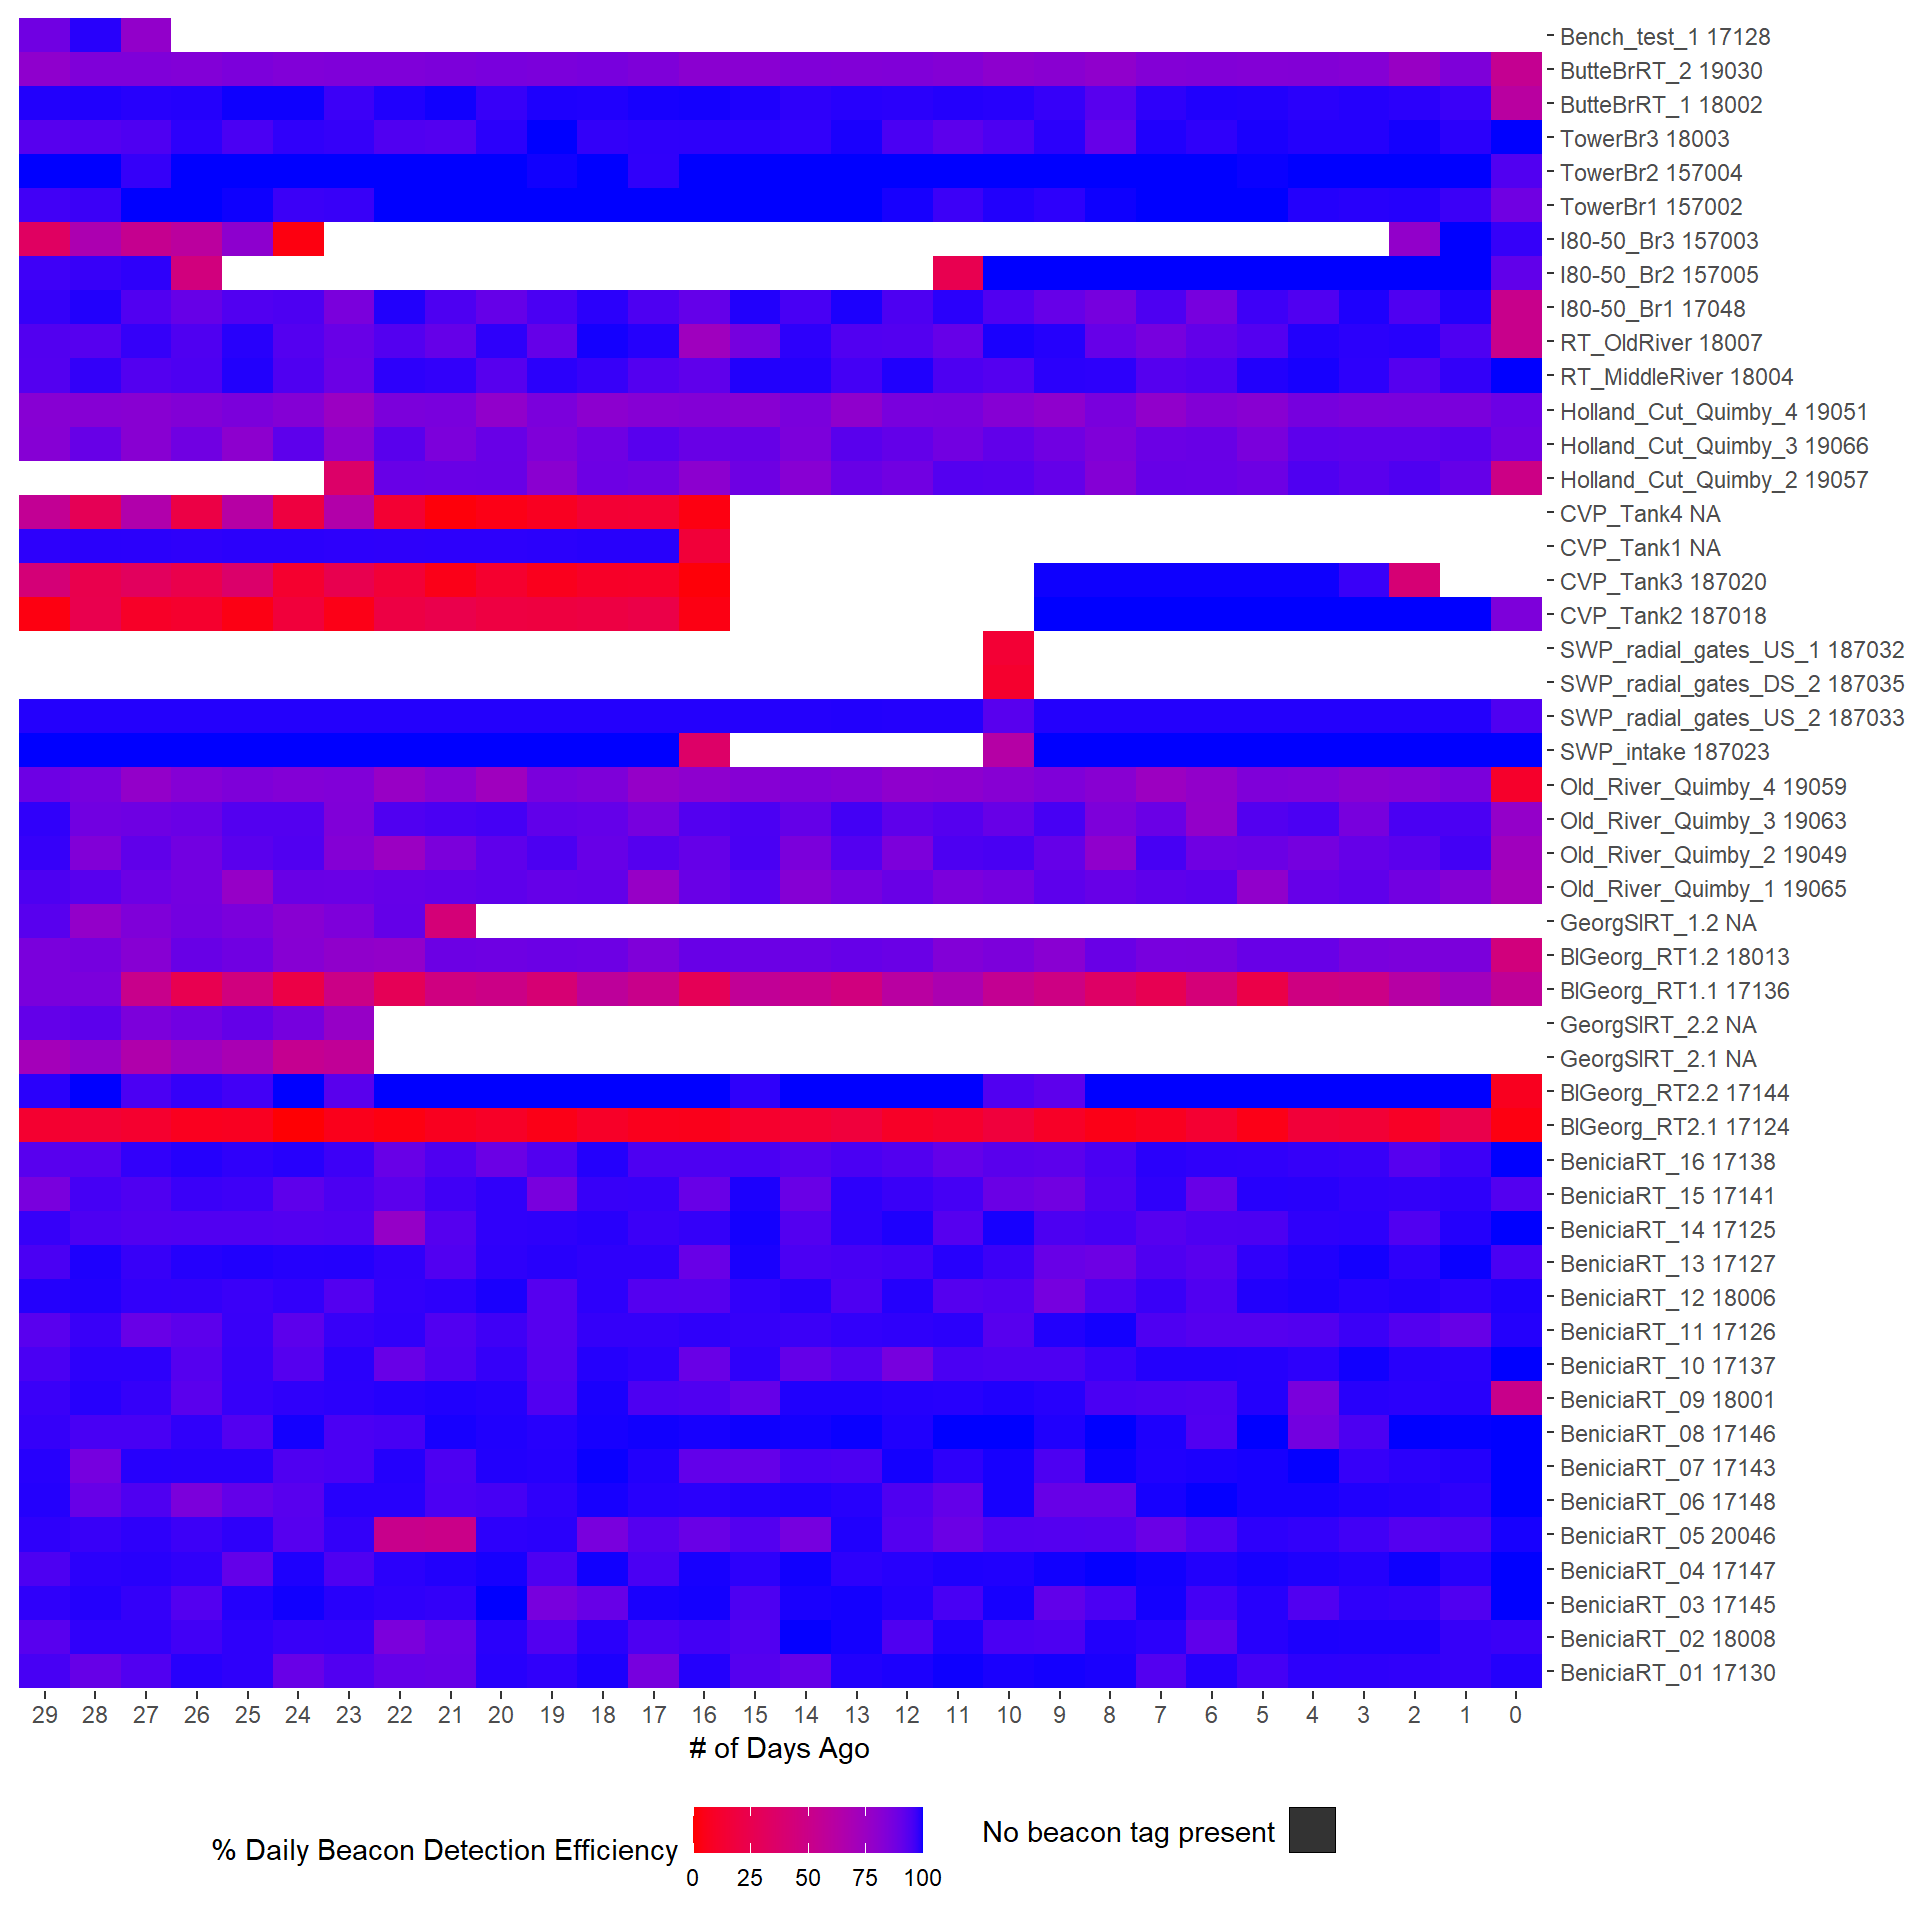 Bench_test_1 17128
ButteBrRT_2 19030
ButteBrRT_1 18002
TowerBr3 18003
TowerBr2 157004
TowerBr1 157002
I80-50_Br3 157003
I80-50_Br2 157005
I80-50_Br1 17048
RT_OldRiver 18007
RT_MiddleRiver 18004
Holland_Cut_Quimby_4 19051
Holland_Cut_Quimby_3 19066
Holland_Cut_Quimby_2 19057
CVP_Tank4 NA
CVP_Tank1 NA
CVP_Tank3 187020
CVP_Tank2 187018
SWP_radial_gates_US_1 187032
SWP_radial_gates_DS_2 187035
SWP_radial_gates_US_2 187033
SWP_intake 187023
Old_River_Quimby_4 19059
Old_River_Quimby_3 19063
Old_River_Quimby_2 19049
Old_River_Quimby_1 19065
GeorgSlRT_1.2 NA
BlGeorg_RT1.2 18013
BlGeorg_RT1.1 17136
GeorgSlRT_2.2 NA
GeorgSlRT_2.1 NA
BlGeorg_RT2.2 17144
BlGeorg_RT2.1 17124
BeniciaRT_16 17138
BeniciaRT_15 17141
BeniciaRT_14 17125
BeniciaRT_13 17127
BeniciaRT_12 18006
BeniciaRT_11 17126
BeniciaRT_10 17137
BeniciaRT_09 18001
BeniciaRT_08 17146
BeniciaRT_07 17143
BeniciaRT_06 17148
BeniciaRT_05 20046
BeniciaRT_04 17147
BeniciaRT_03 17145
BeniciaRT_02 18008
BeniciaRT_01 17130
29 28 27 26 25 24 23 22 21 20 19 18 17 16 15 14 13 12 11 10 9 8 7 6 5 4 3 2 1 0
# of Days Ago
% Daily Beacon Detection Efficiency
0 25 50 75 100
No beacon tag present